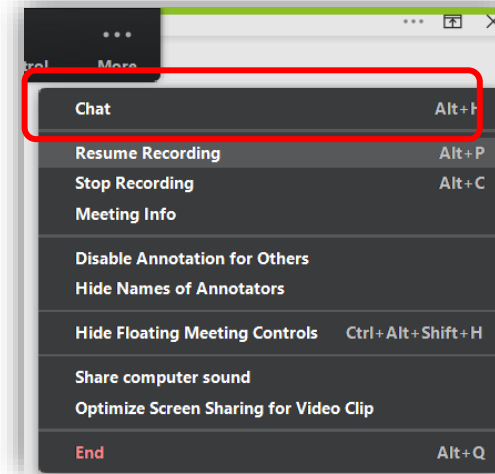 More
Chat Alt+H
Resume Recording Alt+P
Stop Recording Alt+C
Meeting Info
Disable Annotation for Others
Hide Names of Annotators
Hide Floating Meeting Controls Ctrl+Alt+Shift+H
Share computer sound
Optimize Screen Sharing for Video Clip
End Alt+Q